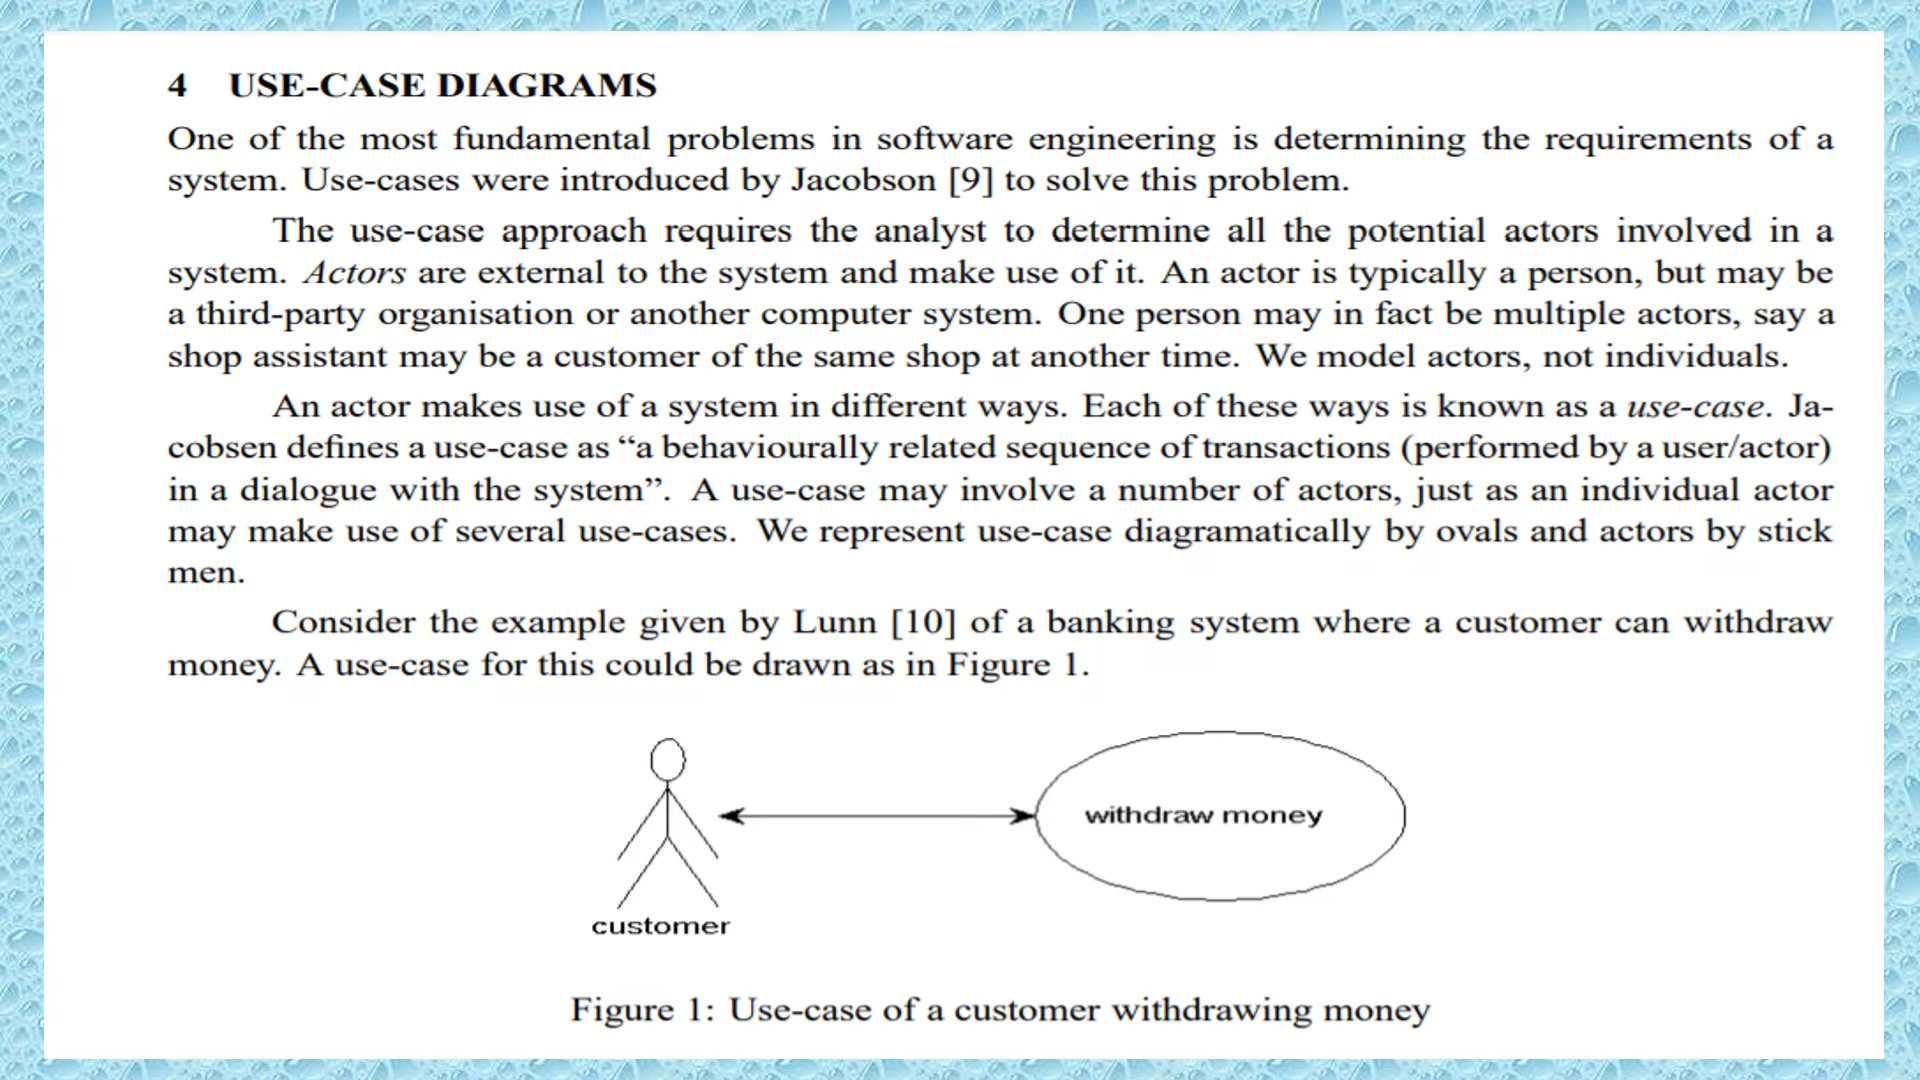 4 USE-CASE DIAGRAMS
One of the most fundamental problems in software engineering is determining the requirements of a
system. Use-cases were introduced by Jacobson [9] to solve this problem.
The use-case approach requires the analyst to determine all the potential actors involved in a
system. Actors are external to the system and make use of it. An actor is typically a person, but may be
a third-party organisation or another computer system. One person may in fact be multiple actors, say a
shop assistant may be a customer of the same shop at another time. We model actors, not individuals.
An actor makes use of a system in different ways. Each of these ways is known as a use-case. Ja-
cobsen defines a use-case as “a behaviourally related sequence of transactions (performed by a user/actor)
in a dialogue with the system”. A use-case may involve a number of actors, just as an individual actor
may make use of several use-cases. We represent use-case diagramatically by ovals and actors by stick
men.
Consider the example given by Lunn [10] of a banking system where a customer can withdraw
money. A use-case for this could be drawn as in Figure 1.
withdraw money
customer
Figure 1: Use-case of a customer withdrawing money